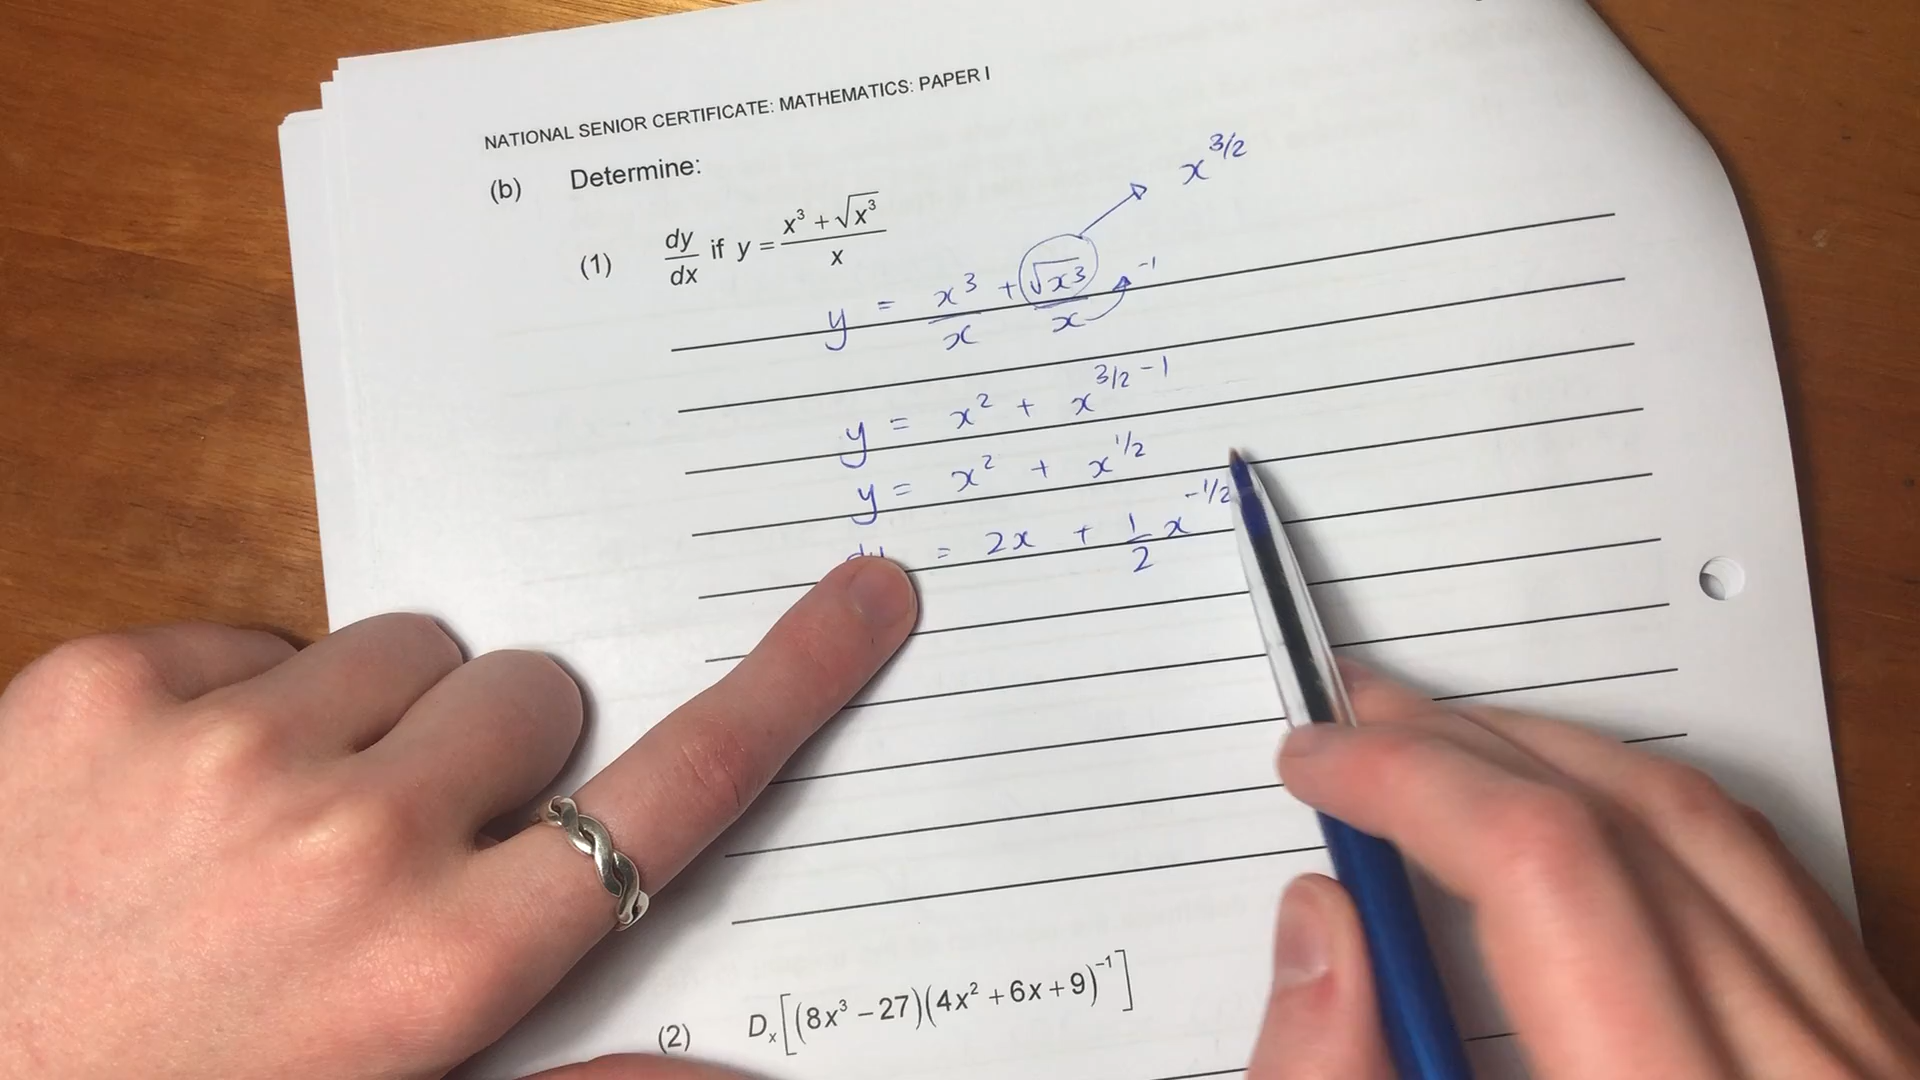 NATIONAL SENIOR CERTIFICATE: MATHEMATICS: PAPER I
(b) Determine:
x^(3/2)
(1) dy/dx if y = (x³ + √x³)/x
y = x³/x + √x³/x ⁻¹
y = x² + x^(3/2 - 1)
y = x² + x^(1/2)
= 2x + 1/2 x^(-1/2)
(2) Dₓ[(8x³ − 27)(4x² + 6x + 9)⁻¹]